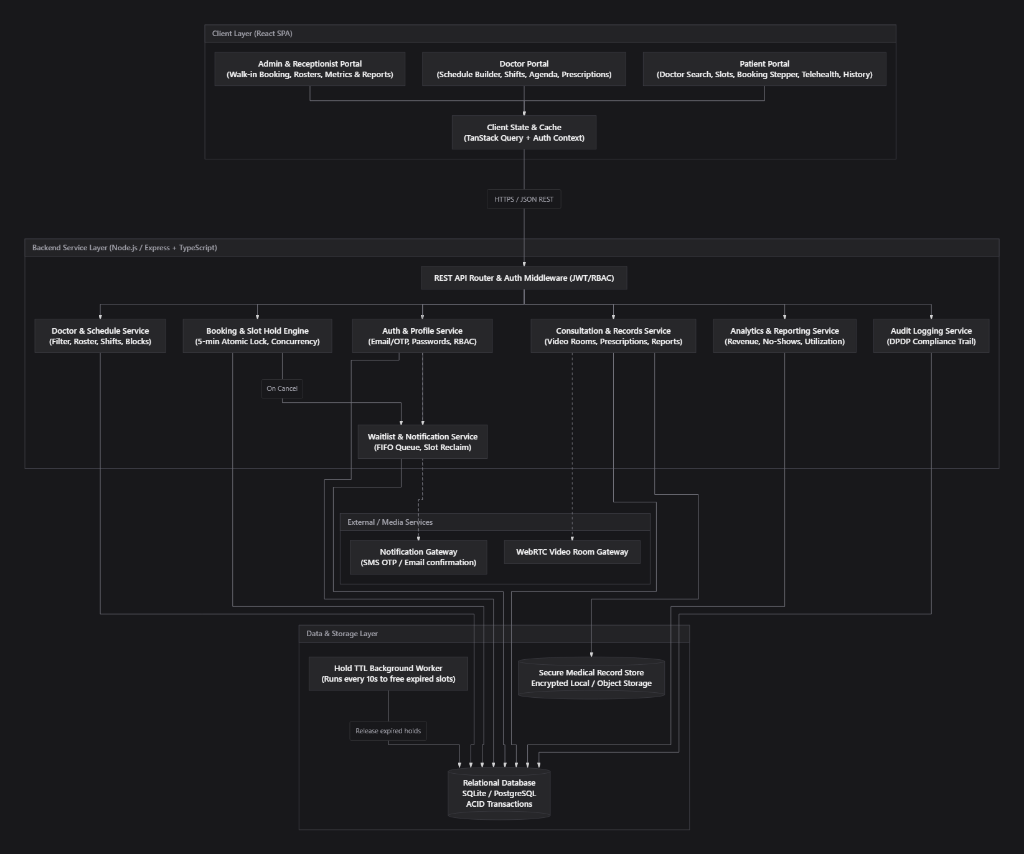 Client Layer (React SPA)
Admin & Receptionist Portal
(Walk-in Booking, Rosters, Metrics & Reports)
Doctor Portal
(Schedule Builder, Shifts, Agenda, Prescriptions)
Patient Portal
(Doctor Search, Slots, Booking Stepper, Telehealth, History)
Client State & Cache
(TanStack Query + Auth Context)
HTTPS / JSON REST
Backend Service Layer (Node.js / Express + TypeScript)
REST API Router & Auth Middleware (JWT/RBAC)
Doctor & Schedule Service
(Filter, Roster, Shifts, Blocks)
Booking & Slot Hold Engine
(5-min Atomic Lock, Concurrency)
Auth & Profile Service
(Email/OTP, Passwords, RBAC)
Consultation & Records Service
(Video Rooms, Prescriptions, Reports)
Analytics & Reporting Service
(Revenue, No-Shows, Utilization)
Audit Logging Service
(DPDP Compliance Trail)
On Cancel
Waitlist & Notification Service
(FIFO Queue, Slot Reclaim)
External / Media Services
Notification Gateway
(SMS OTP / Email confirmation)
WebRTC Video Room Gateway
Data & Storage Layer
Hold TTL Background Worker
(Runs every 10s to free expired slots)
Secure Medical Record Store
Encrypted Local / Object Storage
Release expired holds
Relational Database
SQLite / PostgreSQL
ACID Transactions